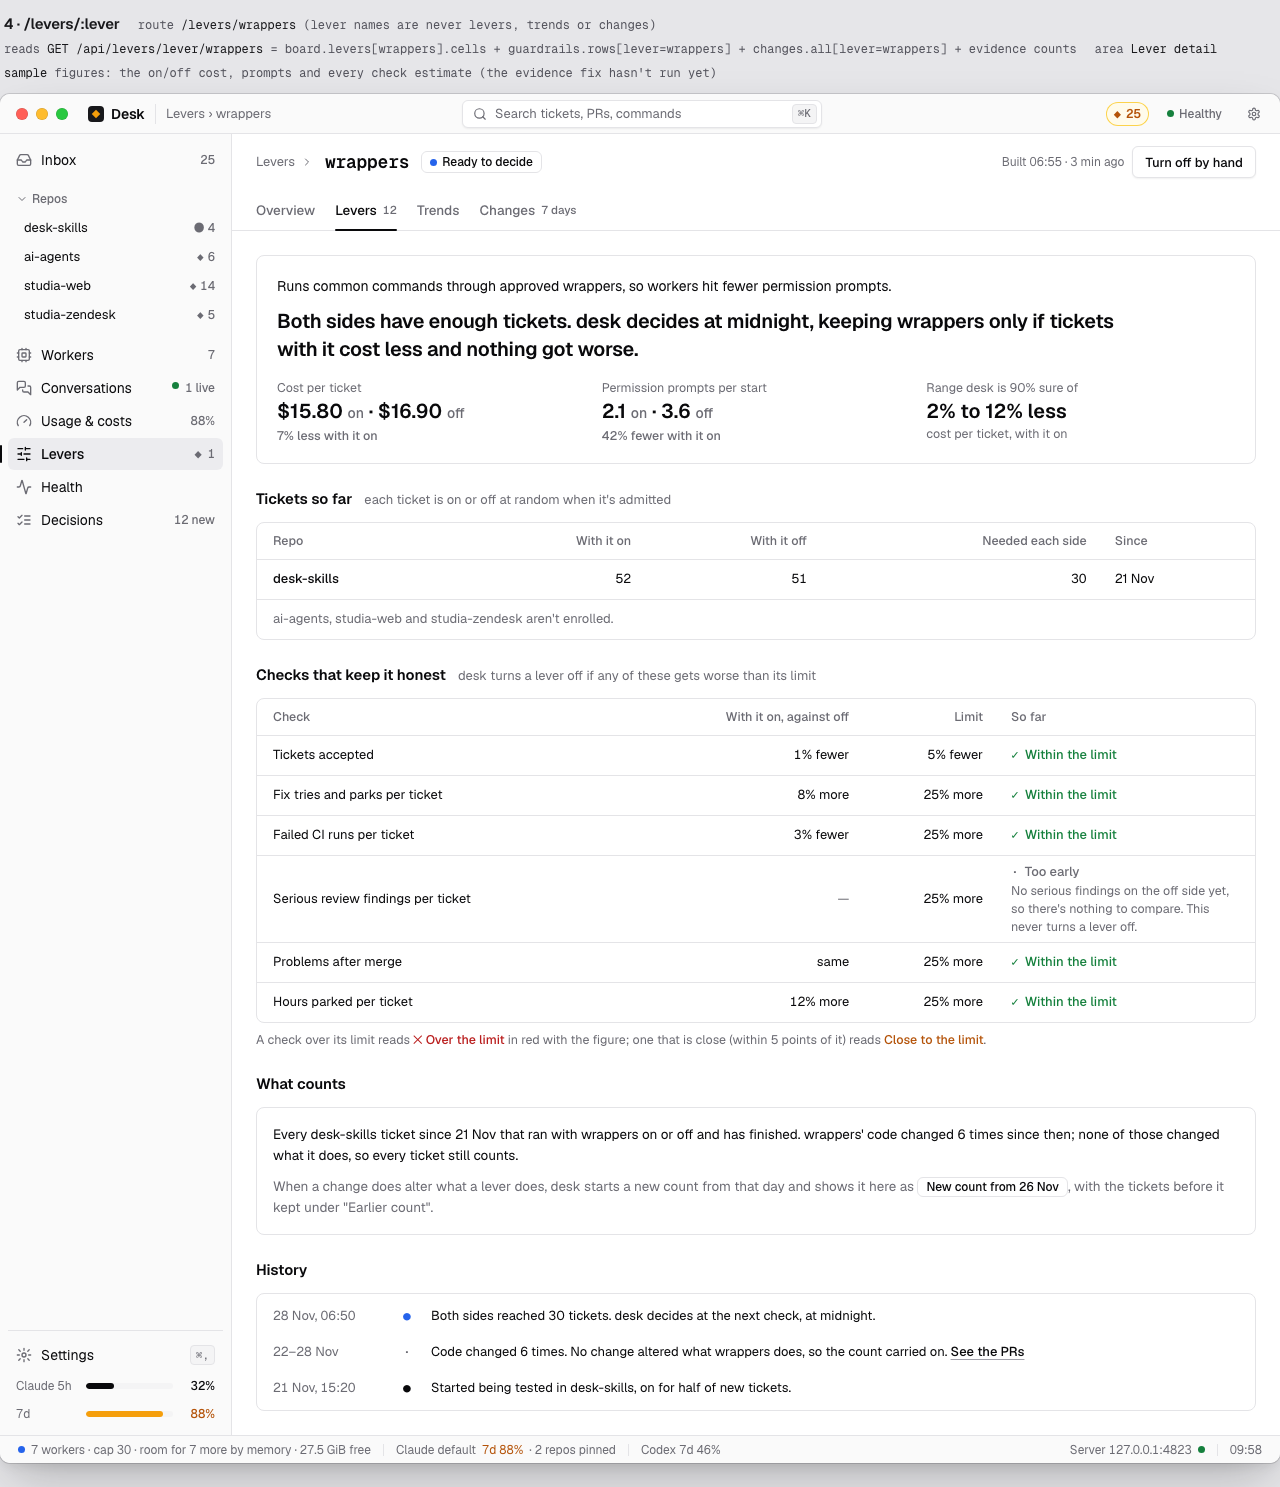 4 · /levers/:lever route /levers/wrappers (lever names are never levers, trends or changes)
reads GET /api/levers/lever/wrappers = board.levers[wrappers].cells + guardrails.rows[lever=wrappers] + changes.all[lever=wrappers] + evidence counts area Lever detail
sample figures: the on/off cost, prompts and every check estimate (the evidence fix hasn't run yet)
Desk
Levers › wrappers
Search tickets, PRs, commands
⌘K
25
Healthy
Inbox 25
Repos
desk-skills 4
ai-agents 6
studia-web 14
studia-zendesk 5
Workers 7
Conversations 1 live
Usage & costs 88%
Levers 1
Health
Decisions 12 new
Settings ⌘,
Claude 5h 32%
7d 88%
Levers › wrappers Ready to decide
Built 06:55 · 3 min ago
Turn off by hand
Overview Levers 12 Trends Changes 7 days
Runs common commands through approved wrappers, so workers hit fewer permission prompts.
Both sides have enough tickets. desk decides at midnight, keeping wrappers only if tickets
with it cost less and nothing got worse.
Cost per ticket Permission prompts per start Range desk is 90% sure of
$15.80 on · $16.90 off 2.1 on · 3.6 off 2% to 12% less
7% less with it on 42% fewer with it on cost per ticket, with it on
Tickets so far each ticket is on or off at random when it's admitted
Repo With it on With it off Needed each side Since
desk-skills 52 51 30 21 Nov
ai-agents, studia-web and studia-zendesk aren't enrolled.
Checks that keep it honest desk turns a lever off if any of these gets worse than its limit
Check With it on, against off Limit So far
Tickets accepted 1% fewer 5% fewer ✓ Within the limit
Fix tries and parks per ticket 8% more 25% more ✓ Within the limit
Failed CI runs per ticket 3% fewer 25% more ✓ Within the limit
Serious review findings per ticket — 25% more · Too early
No serious findings on the off side yet,
so there's nothing to compare. This
never turns a lever off.
Problems after merge same 25% more ✓ Within the limit
Hours parked per ticket 12% more 25% more ✓ Within the limit
A check over its limit reads ✕ Over the limit in red with the figure; one that is close (within 5 points of it) reads Close to the limit.
What counts
Every desk-skills ticket since 21 Nov that ran with wrappers on or off and has finished. wrappers' code changed 6 times since then; none of those changed
what it does, so every ticket still counts.
When a change does alter what a lever does, desk starts a new count from that day and shows it here as New count from 26 Nov, with the tickets before it
kept under "Earlier count".
History
28 Nov, 06:50 Both sides reached 30 tickets. desk decides at the next check, at midnight.
22–28 Nov · Code changed 6 times. No change altered what wrappers does, so the count carried on. See the PRs
21 Nov, 15:20 Started being tested in desk-skills, on for half of new tickets.
7 workers · cap 30 · room for 7 more by memory · 27.5 GiB free Claude default 7d 88% · 2 repos pinned Codex 7d 46% Server 127.0.0.1:4823 09:58